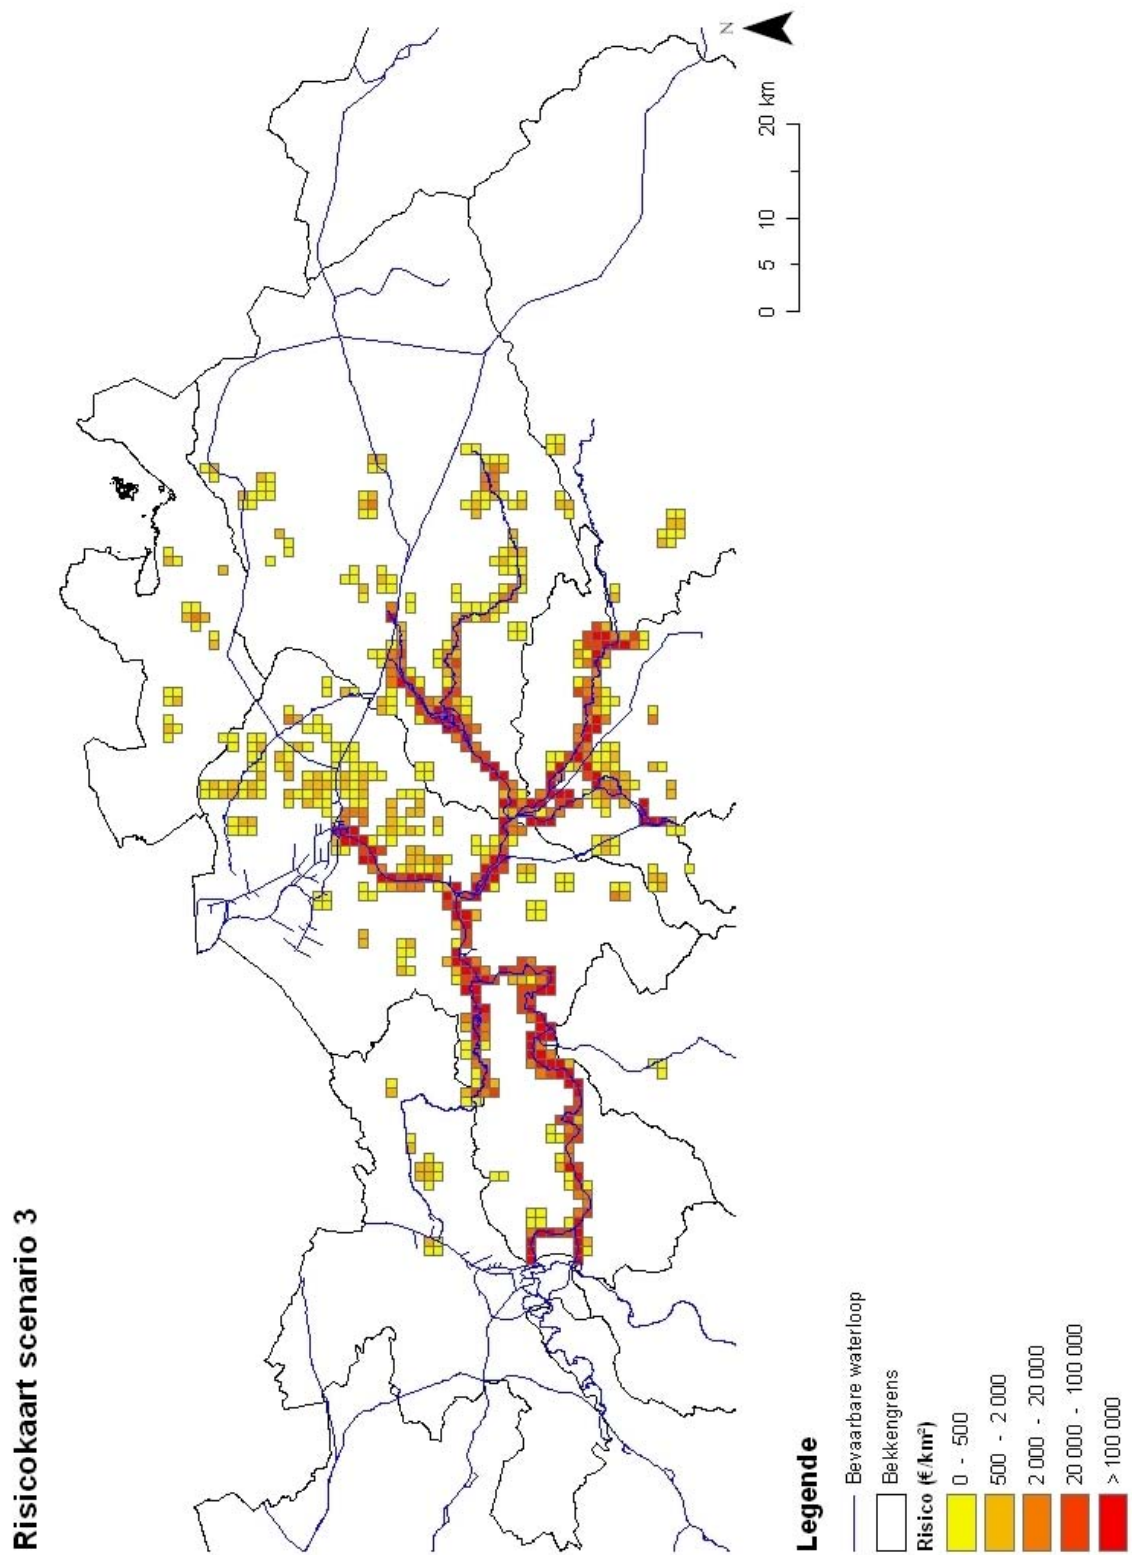 Risicokaart scenario 3
N
0 5 10 20 km
Legende
Bevaarbare waterloop
Bekkengrens
Risico (€/km²)
0 - 500
500 - 2 000
2 000 - 20 000
20 000 - 100 000
> 100 000